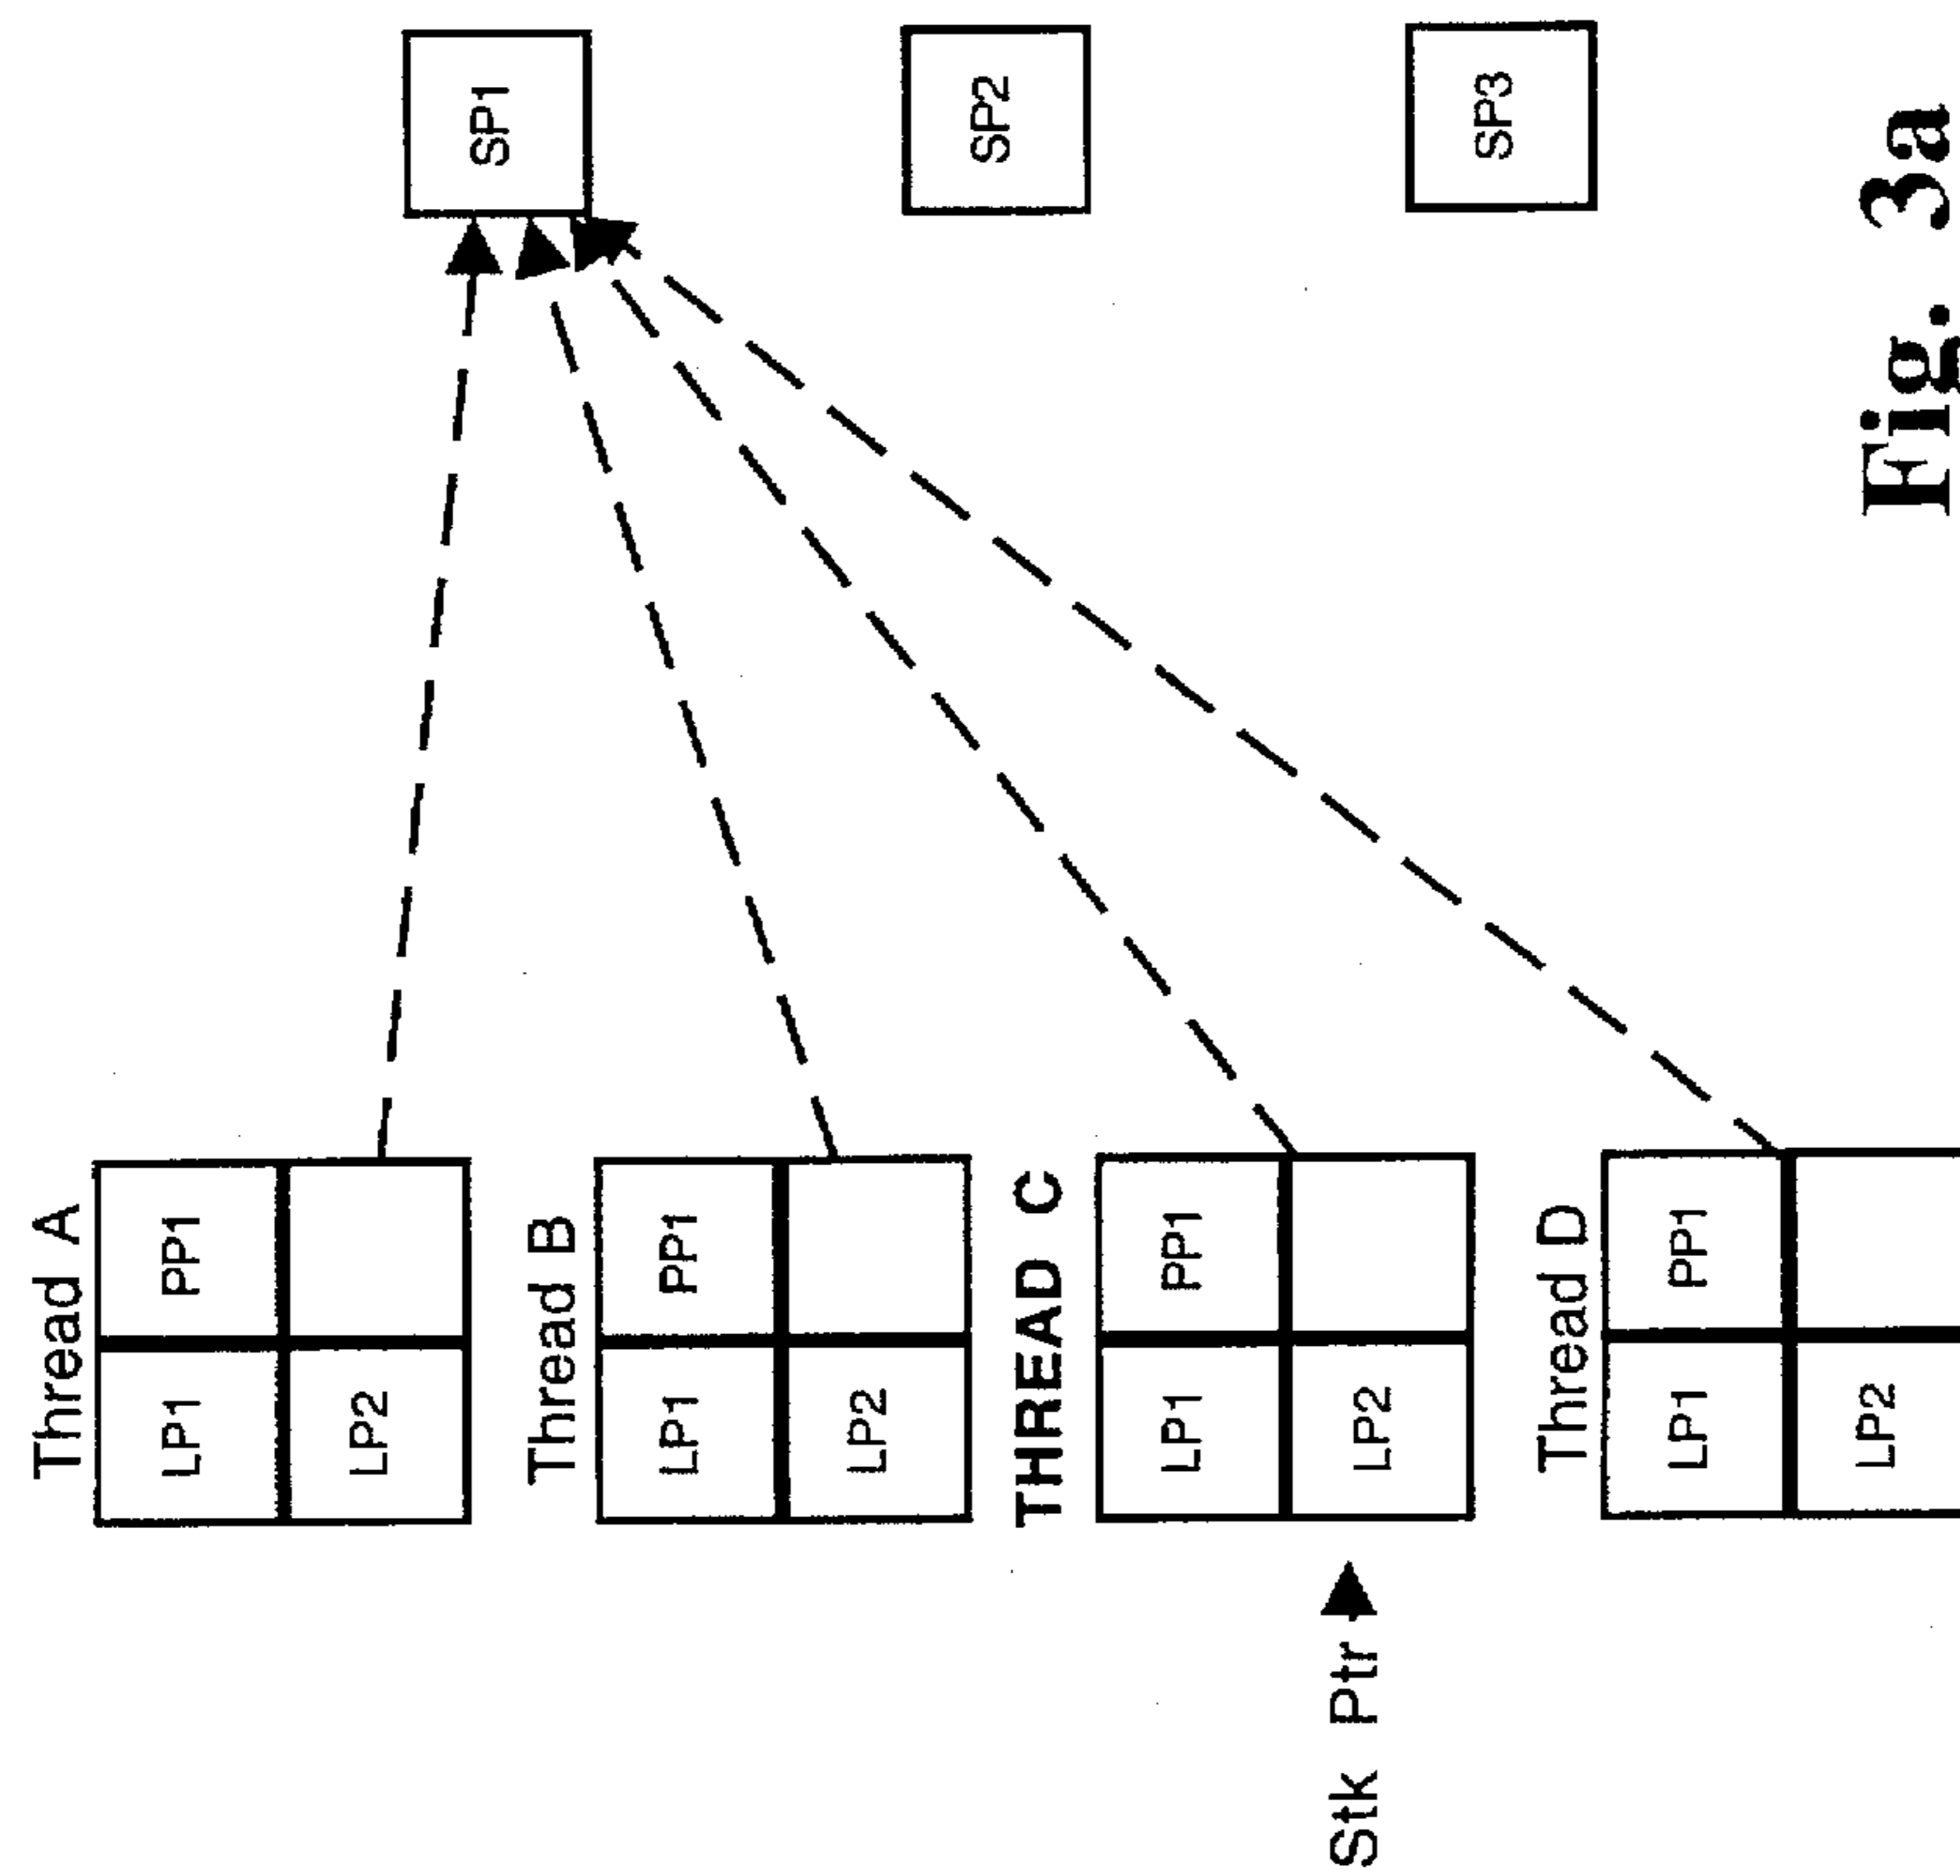 Thread A
LP1
PP1
LP2
SP1
Thread B
LP1
PP1
LP2
SP2
THREAD C
LP1
PP1
Stk Ptr
LP2
SP3
Thread D
LP1
PP1
LP2
Fig. 3a